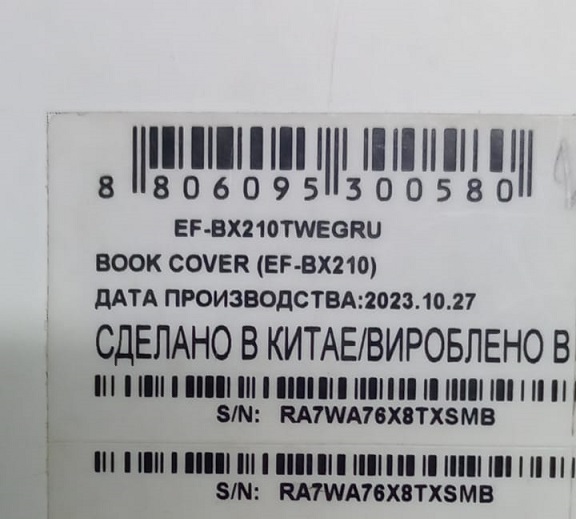 8 806095 300580
EF-BX210TWEGRU
BOOK COVER (EF-BX210)
ДАТА ПРОИЗВОДСТВА:2023.10.27
СДЕЛАНО В КИТАЕ/ВИРОБЛЕНО В
S/N: RA7WA76X8TXSMB
S/N: RA7WA76X8TXSMB